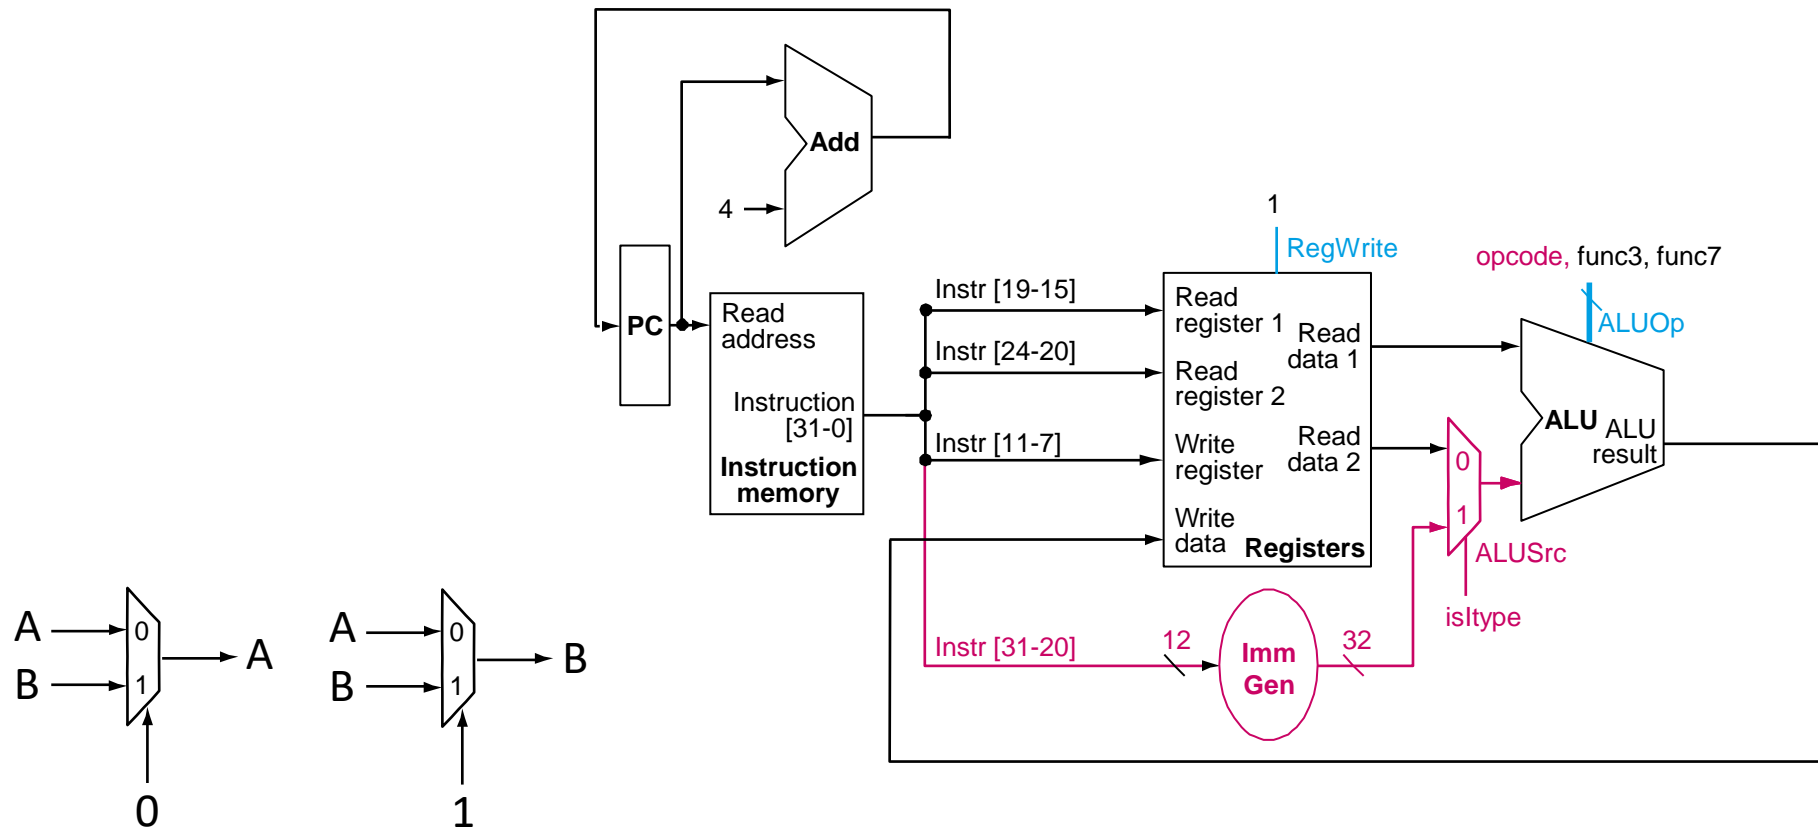 Add
4
1
RegWrite
opcode, func3, func7
ALUOp
PC
Read
address
Instruction
[31-0]
Instruction
memory
Instr [19-15]
Instr [24-20]
Instr [11-7]
Instr [31-20]
Read
register 1
Read
register 2
Write
register
Write
data
Read
data 1
Read
data 2
Registers
0
1
ALUSrc
isItype
ALU
ALU
result
12
Imm
Gen
32
A
B
0
1
A
0
A
B
0
1
B
1